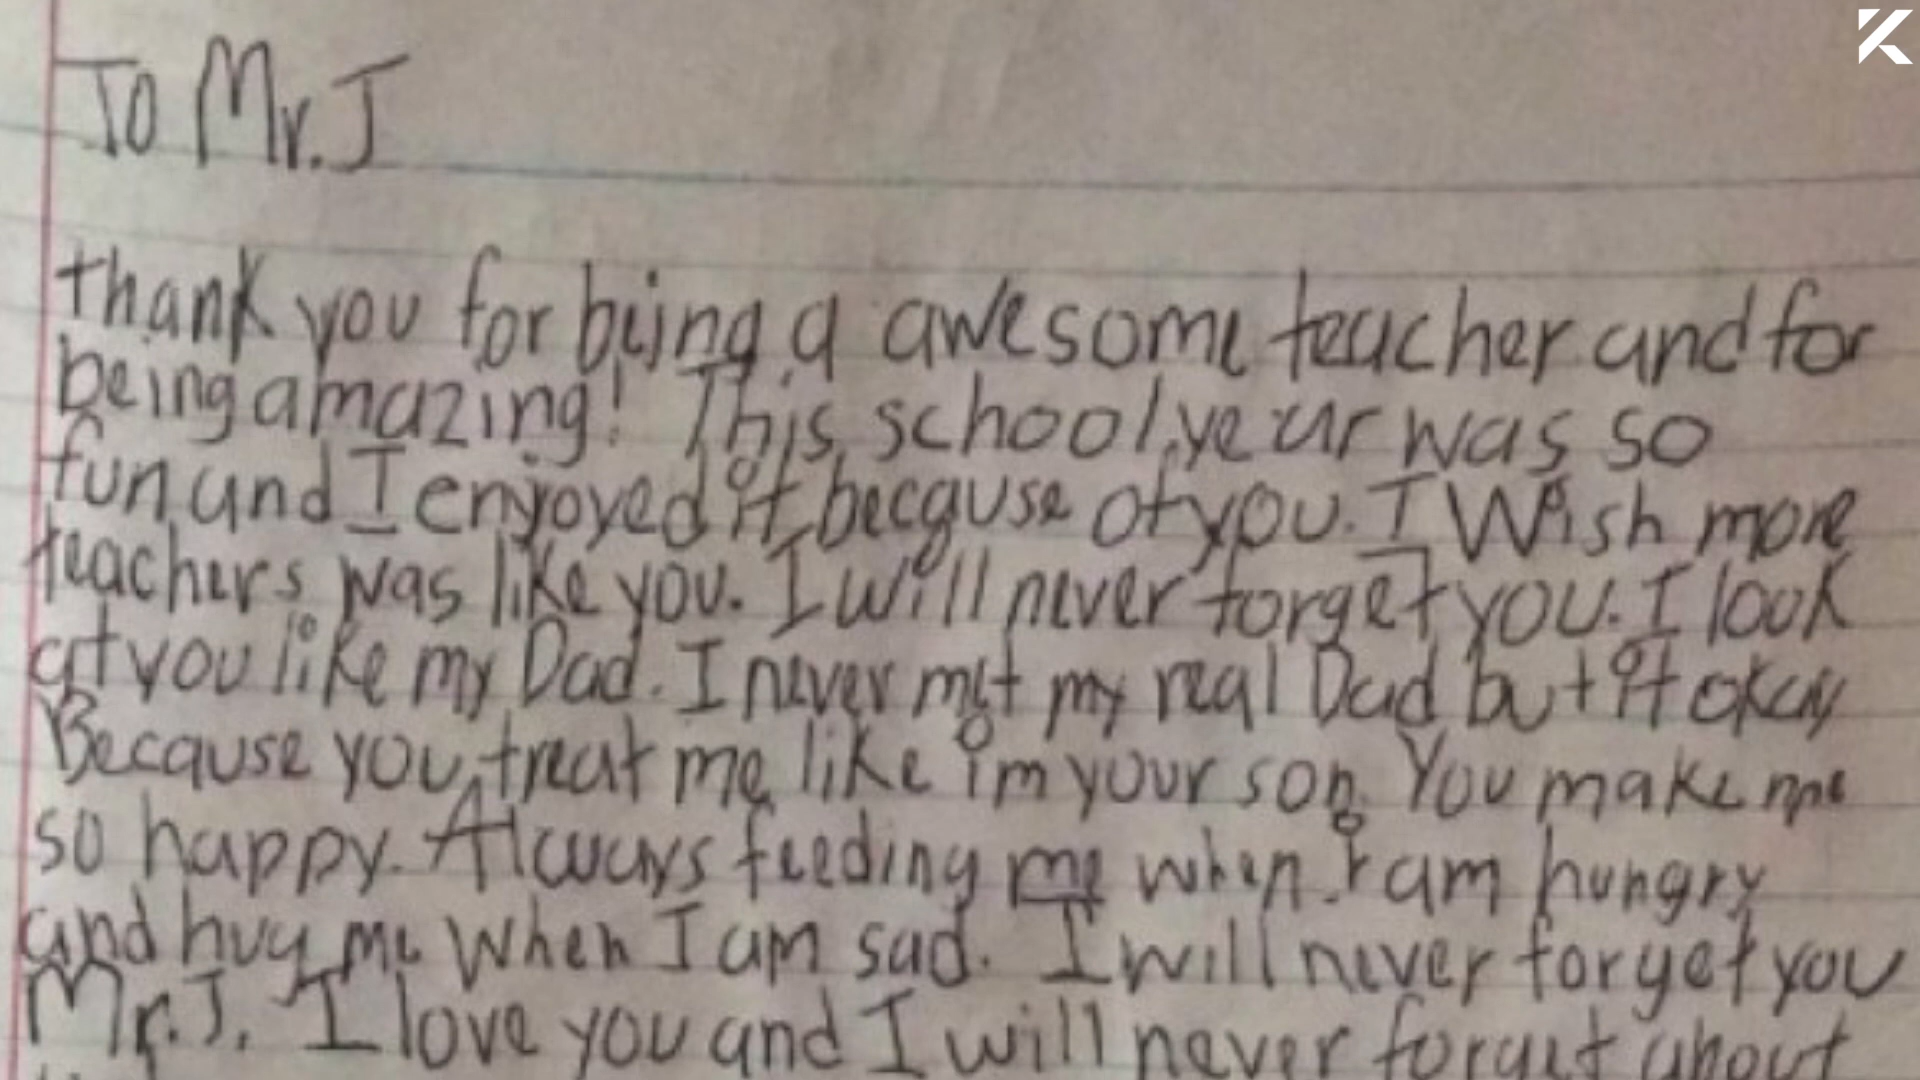 To Mr. J
thank you for being a awesome teacher and for
being amazing! This school year was so
fun and I enjoyed it because of you. I Wish more
teachers was like you. I will never forget you. I look
at you like my Dad. I never met my real Dad but it okay
Because you treat me like im your son. You make me
so happy. Always feeding me when I am hungry
and hug me when I am sad. I will never forget you
Mr. J. I love you and I will never forget about